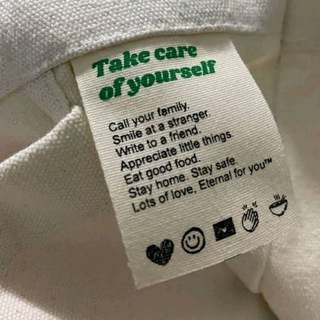 Take care
of yourself
Call your family.
Smile at a stranger.
Write to a friend.
Appreciate little things.
Eat good food.
Stay home. Stay safe.
Lots of love, Eternal for you™